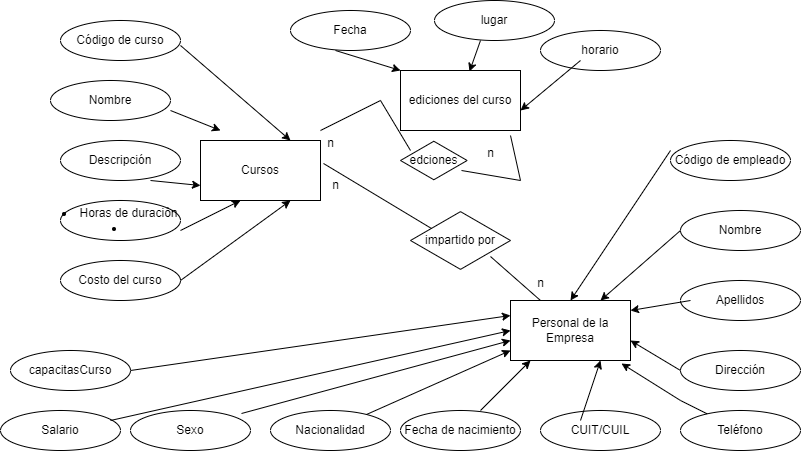 Fecha
lugar
horario
Código de curso
ediciones del curso
Nombre
n
edciones
n
Descripción
Cursos
Código de empleado
n
Horas de duración
impartido por
Nombre
Costo del curso
n
Apellidos
Personal de la
Empresa
capacitasCurso
Dirección
Salario
Sexo
Nacionalidad
Fecha de nacimiento
CUIT/CUIL
Teléfono